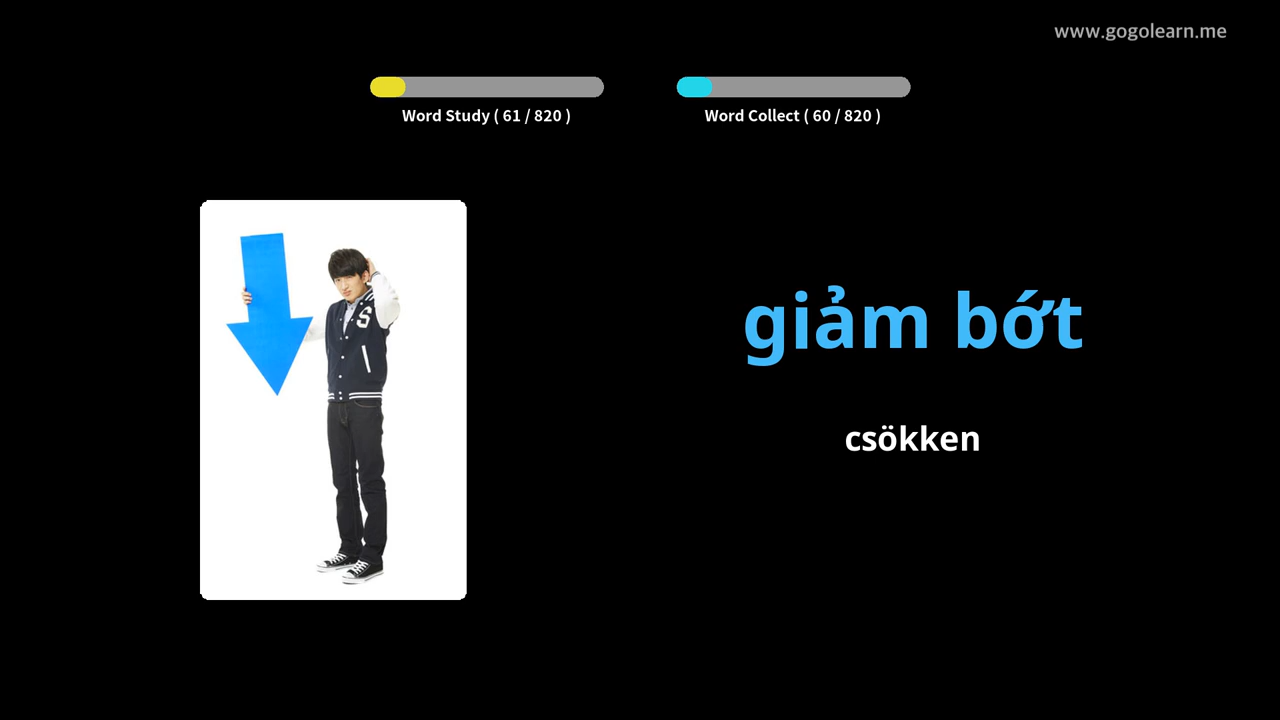 www.gogolearn.me
Word Study ( 61 / 820 )
Word Collect ( 60 / 820 )
S
giảm bớt
csökken